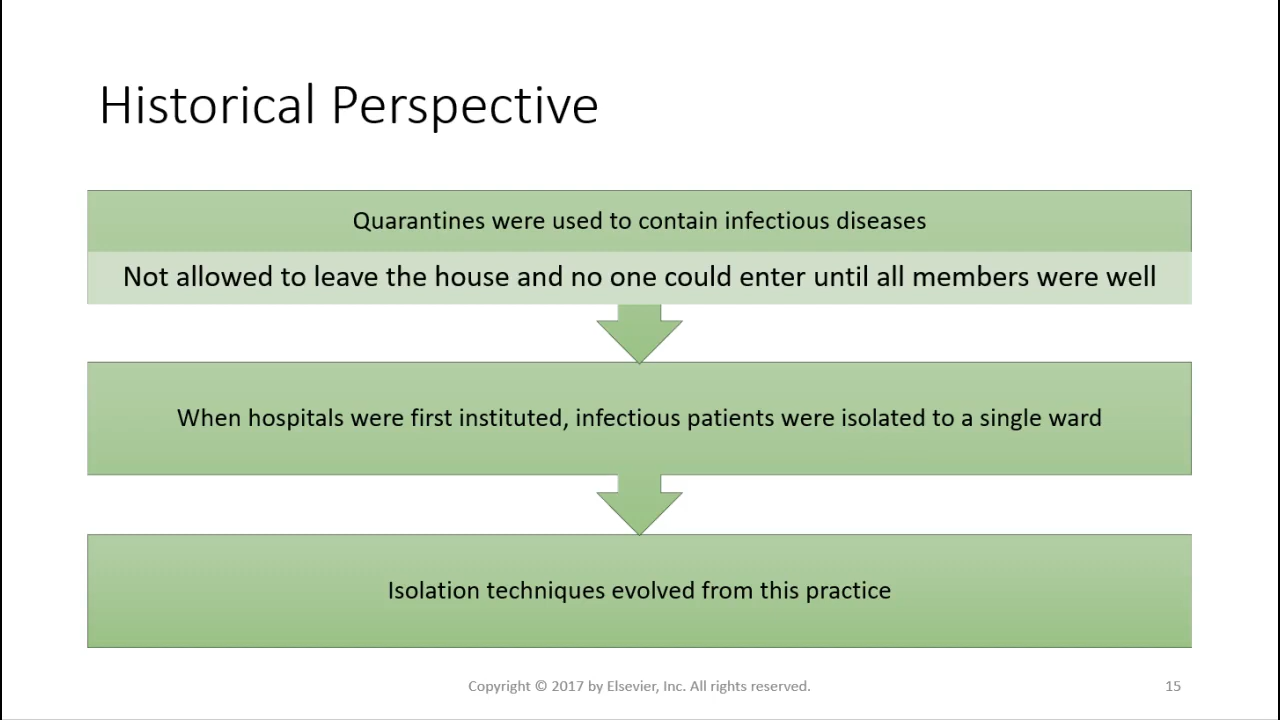 Historical Perspective
Quarantines were used to contain infectious diseases
Not allowed to leave the house and no one could enter until all members were well
When hospitals were first instituted, infectious patients were isolated to a single ward
Isolation techniques evolved from this practice
Copyright © 2017 by Elsevier, Inc. All rights reserved.
15